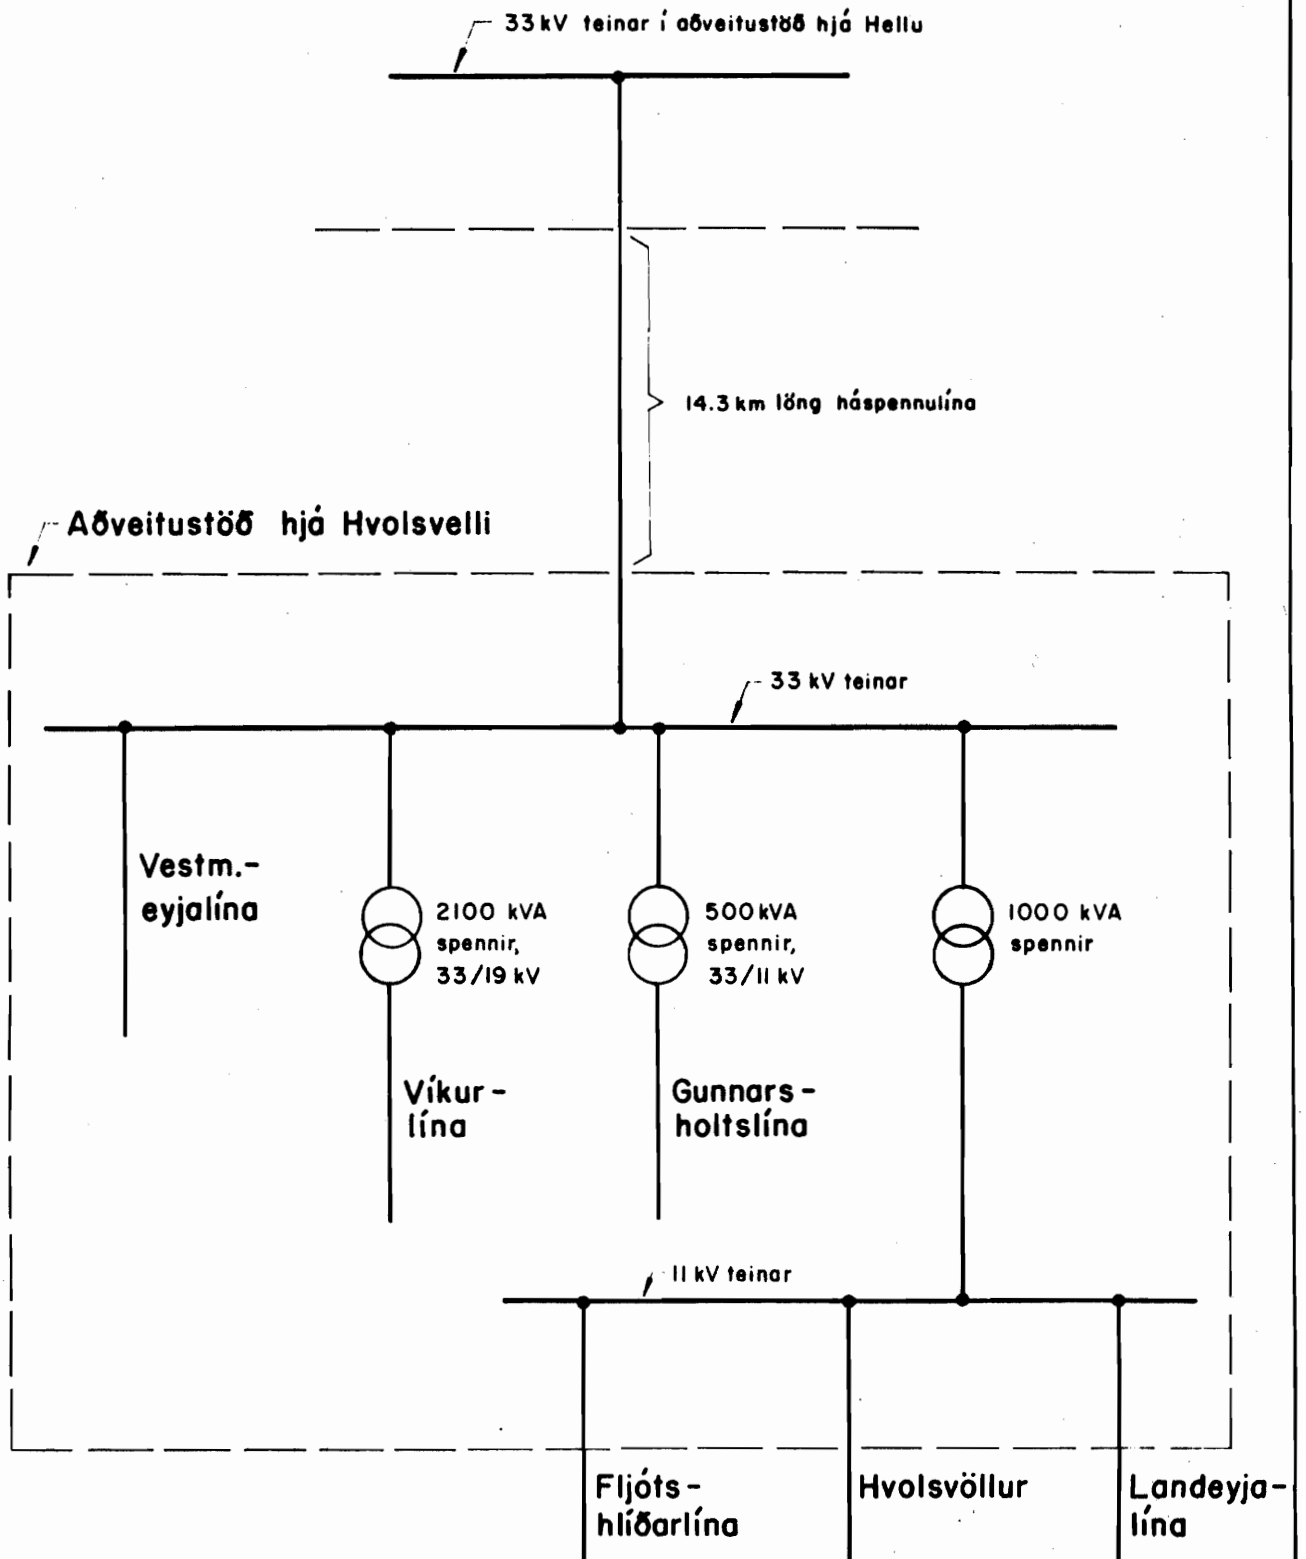 33 kV teinar í aðveitustöð hjá Hellu
14.3 km löng háspennulína
Aðveitustöð hjá Hvolsvelli
33 kV teinar
Vestm.-
eyjalína
2100 kVA
spennir,
33/19 kV
500 kVA
spennir,
33/11 kV
1000 kVA
spennir
Víkur-
lína
Gunnars-
holtslína
11 kV teinar
Fljóts-
hlíðarlína
Hvolsvöllur
Landeyja-
lína